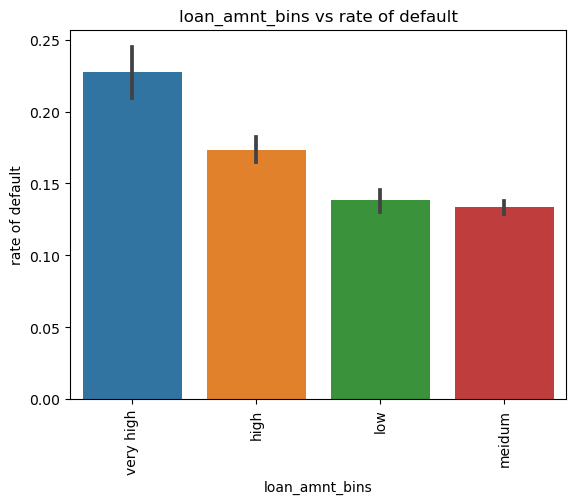 loan_amnt_bins vs rate of default
rate of default
0.25
0.20
0.15
0.10
0.05
0.00
very high
high
low
meidum
loan_amnt_bins